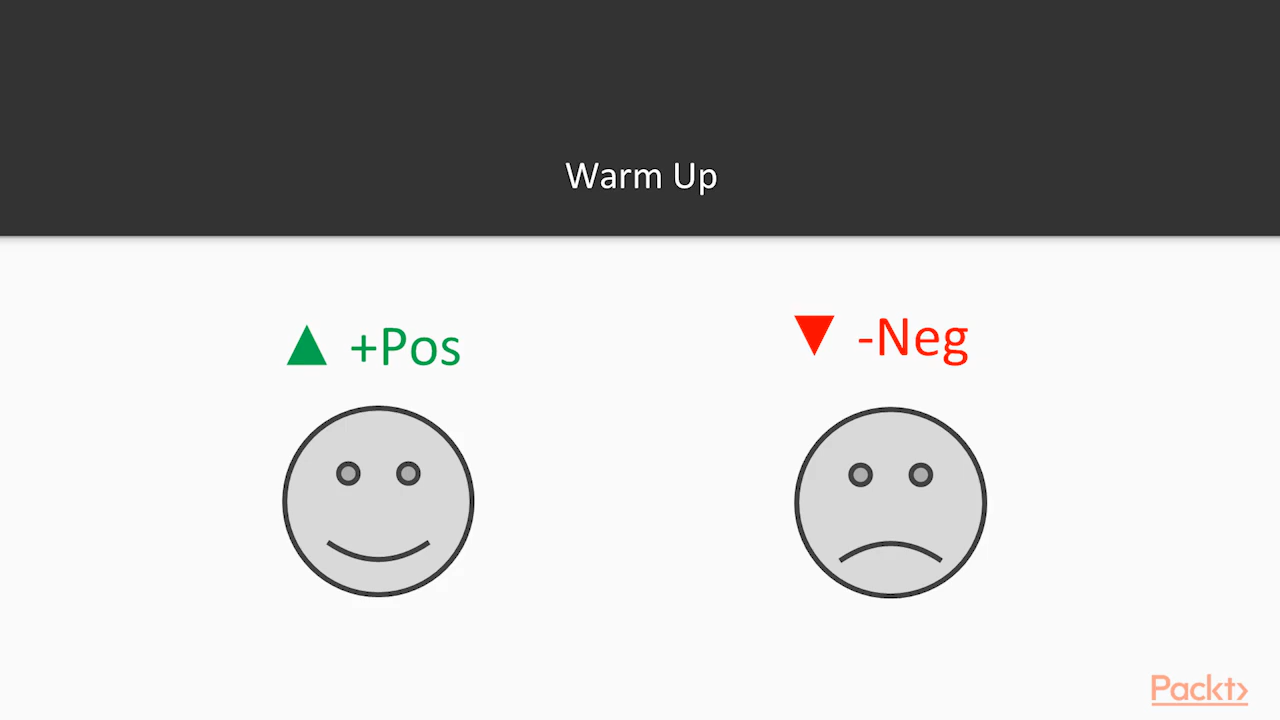 Warm Up
▲ +Pos
▼ -Neg
Packt>